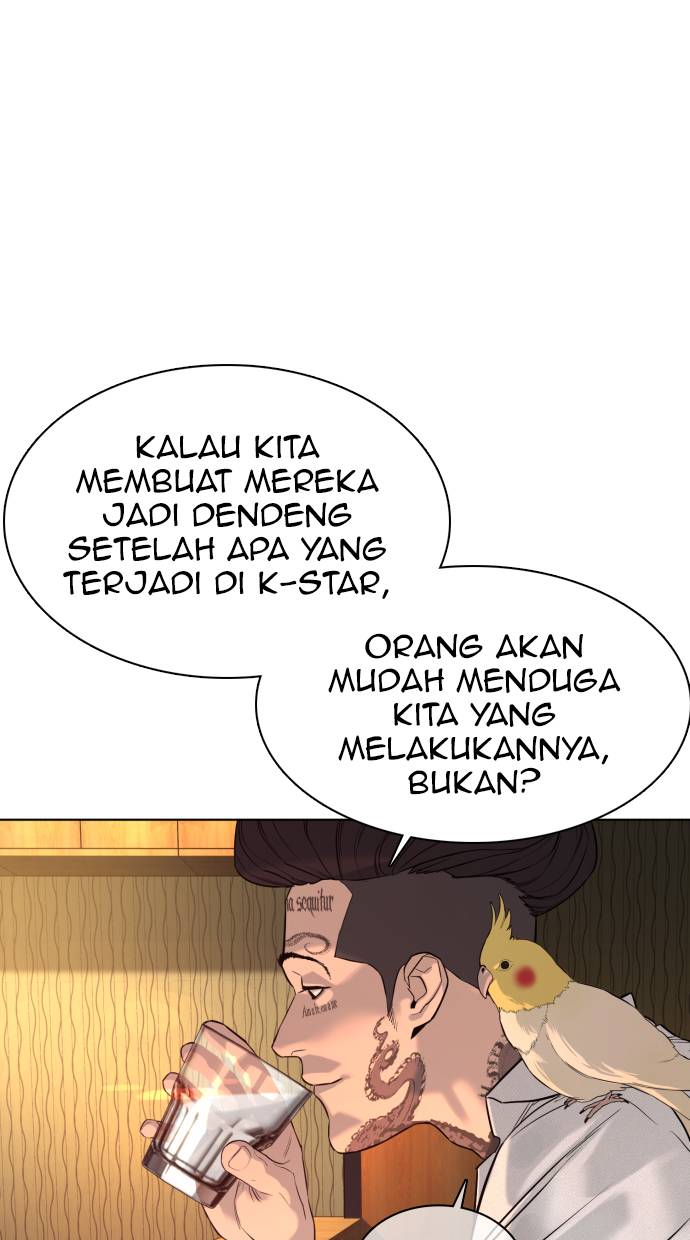 KALAU KITA
MEMBUAT MEREKA
JADI DENDENG
SETELAH APA YANG
TERJADI DI K-STAR,
ORANG AKAN
MUDAH MENDUGA
KITA YANG
MELAKUKANNYA,
BUKAN?
sequitur